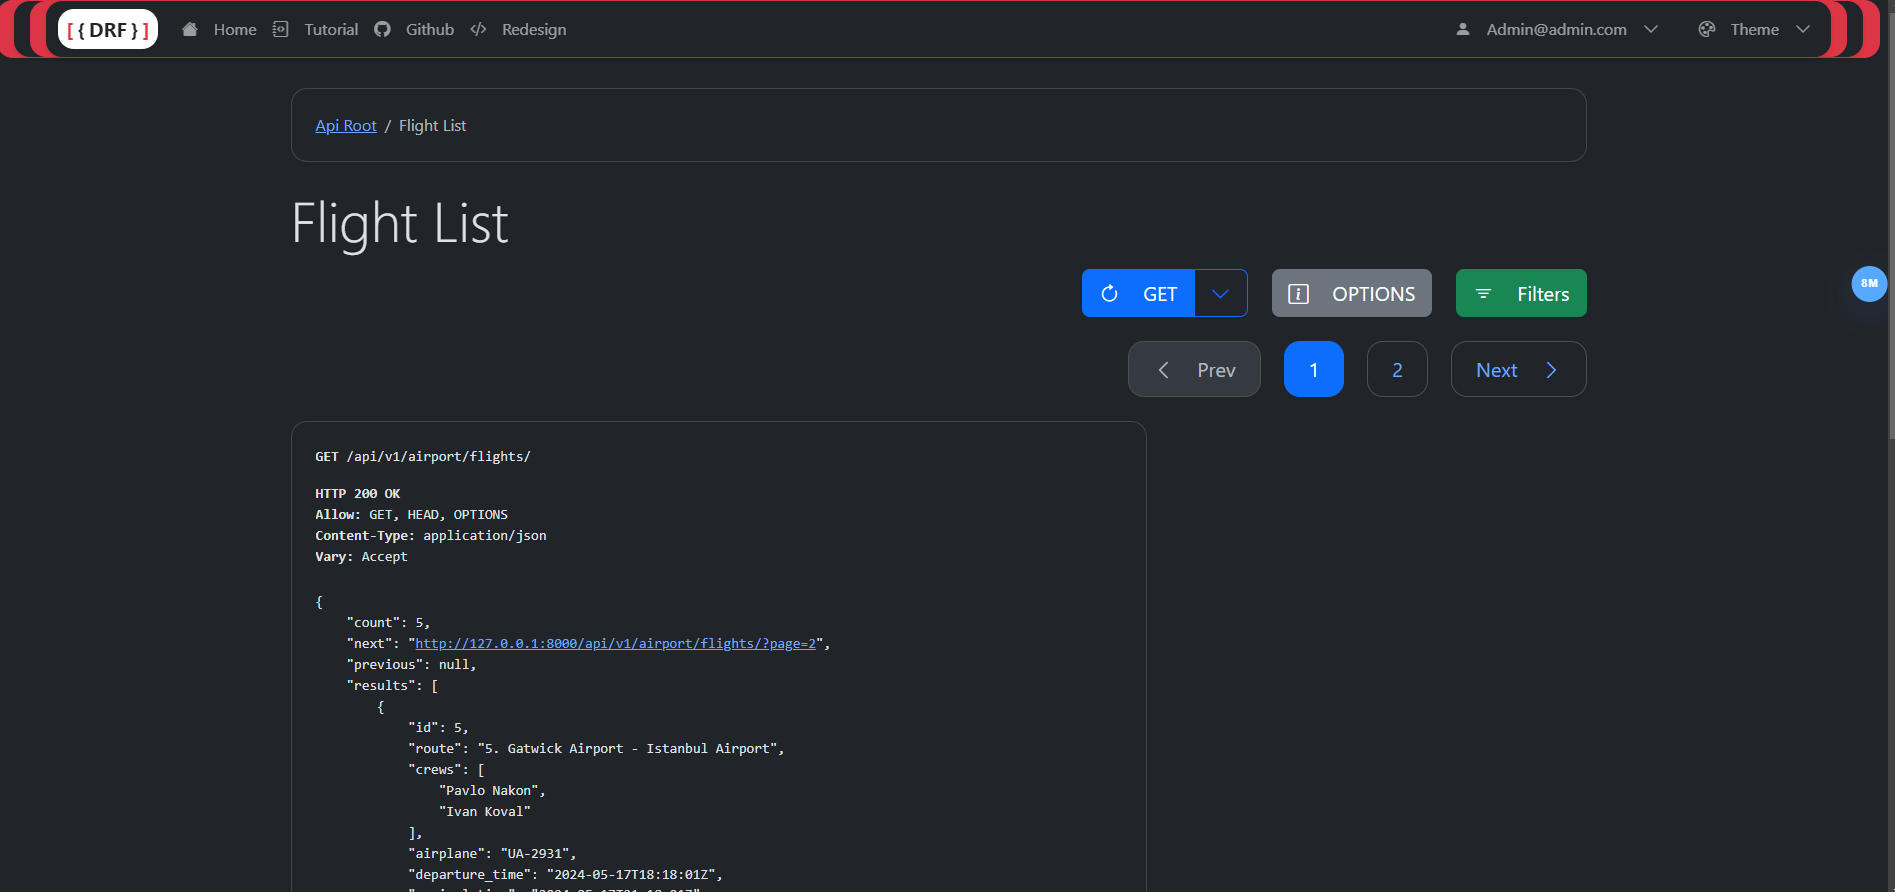 [{DRF}] Home Tutorial Github Redesign Admin@admin.com Theme
Api Root / Flight List
Flight List
GET OPTIONS Filters
8M
Prev 1 2 Next
GET /api/v1/airport/flights/
HTTP 200 OK
Allow: GET, HEAD, OPTIONS
Content-Type: application/json
Vary: Accept
{
"count": 5,
"next": "http://127.0.0.1:8000/api/v1/airport/flights/?page=2",
"previous": null,
"results": [
{
"id": 5,
"route": "5. Gatwick Airport - Istanbul Airport",
"crews": [
"Pavlo Nakon",
"Ivan Koval"
],
"airplane": "UA-2931",
"departure_time": "2024-05-17T18:18:01Z",